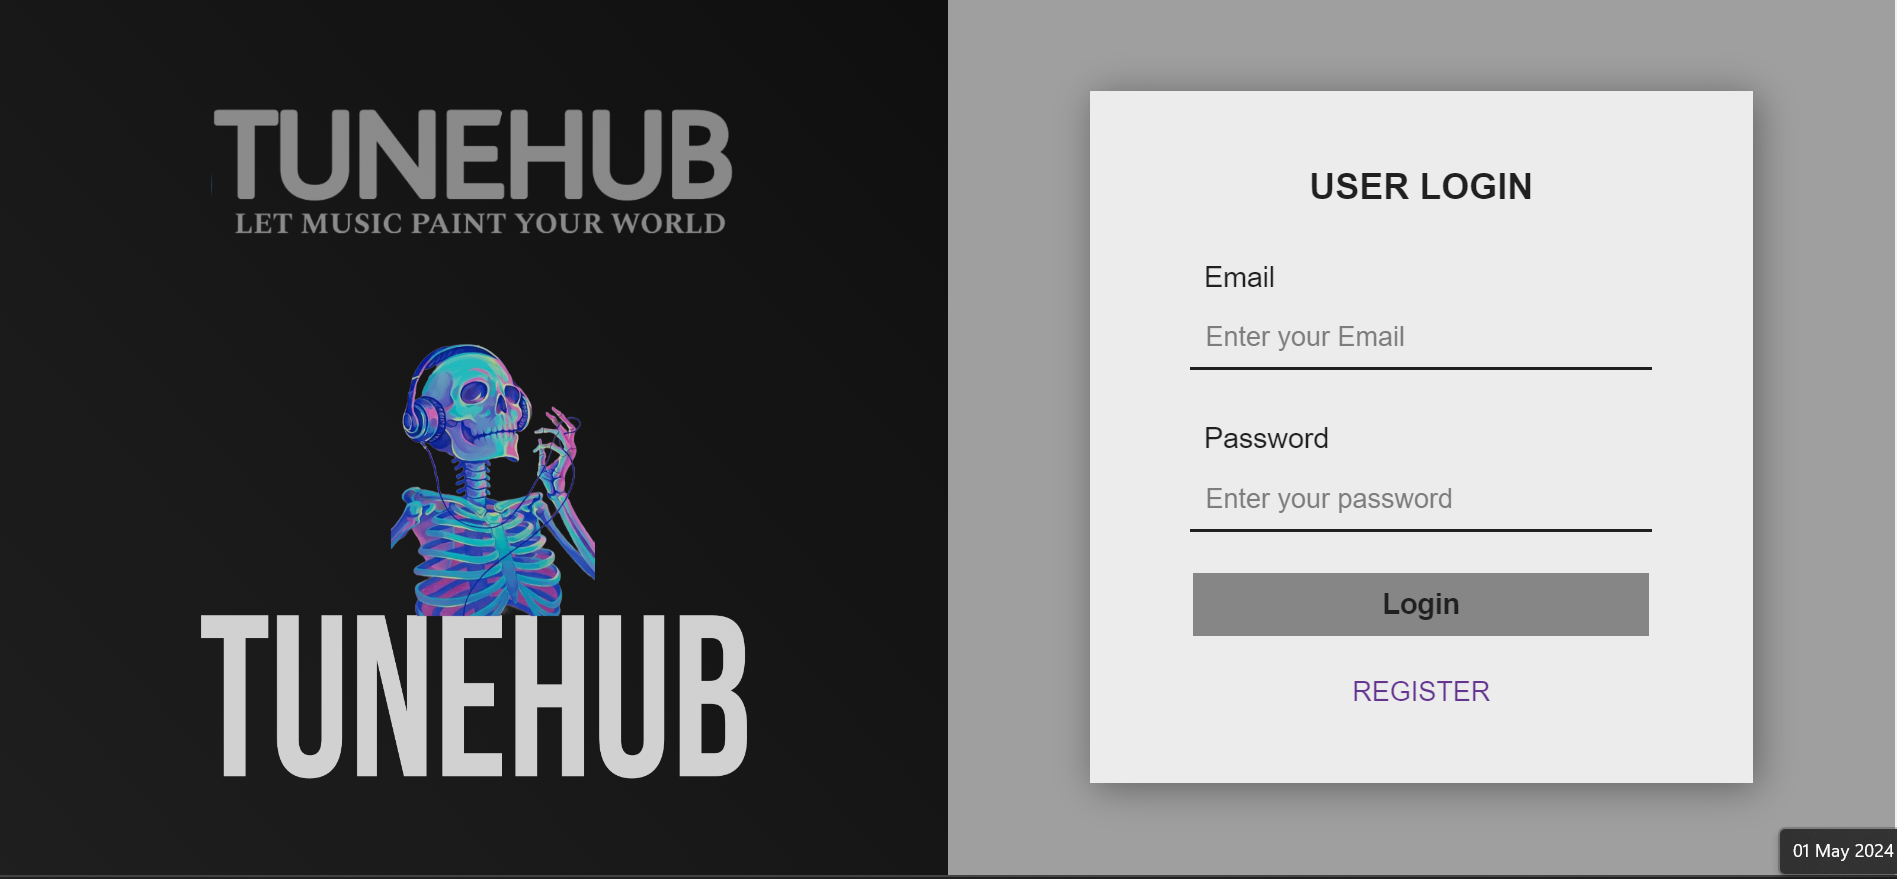 TUNEHUB
LET MUSIC PAINT YOUR WORLD
TUNEHUB
USER LOGIN
Email
Enter your Email
Password
Enter your password
Login
REGISTER
01 May 2024